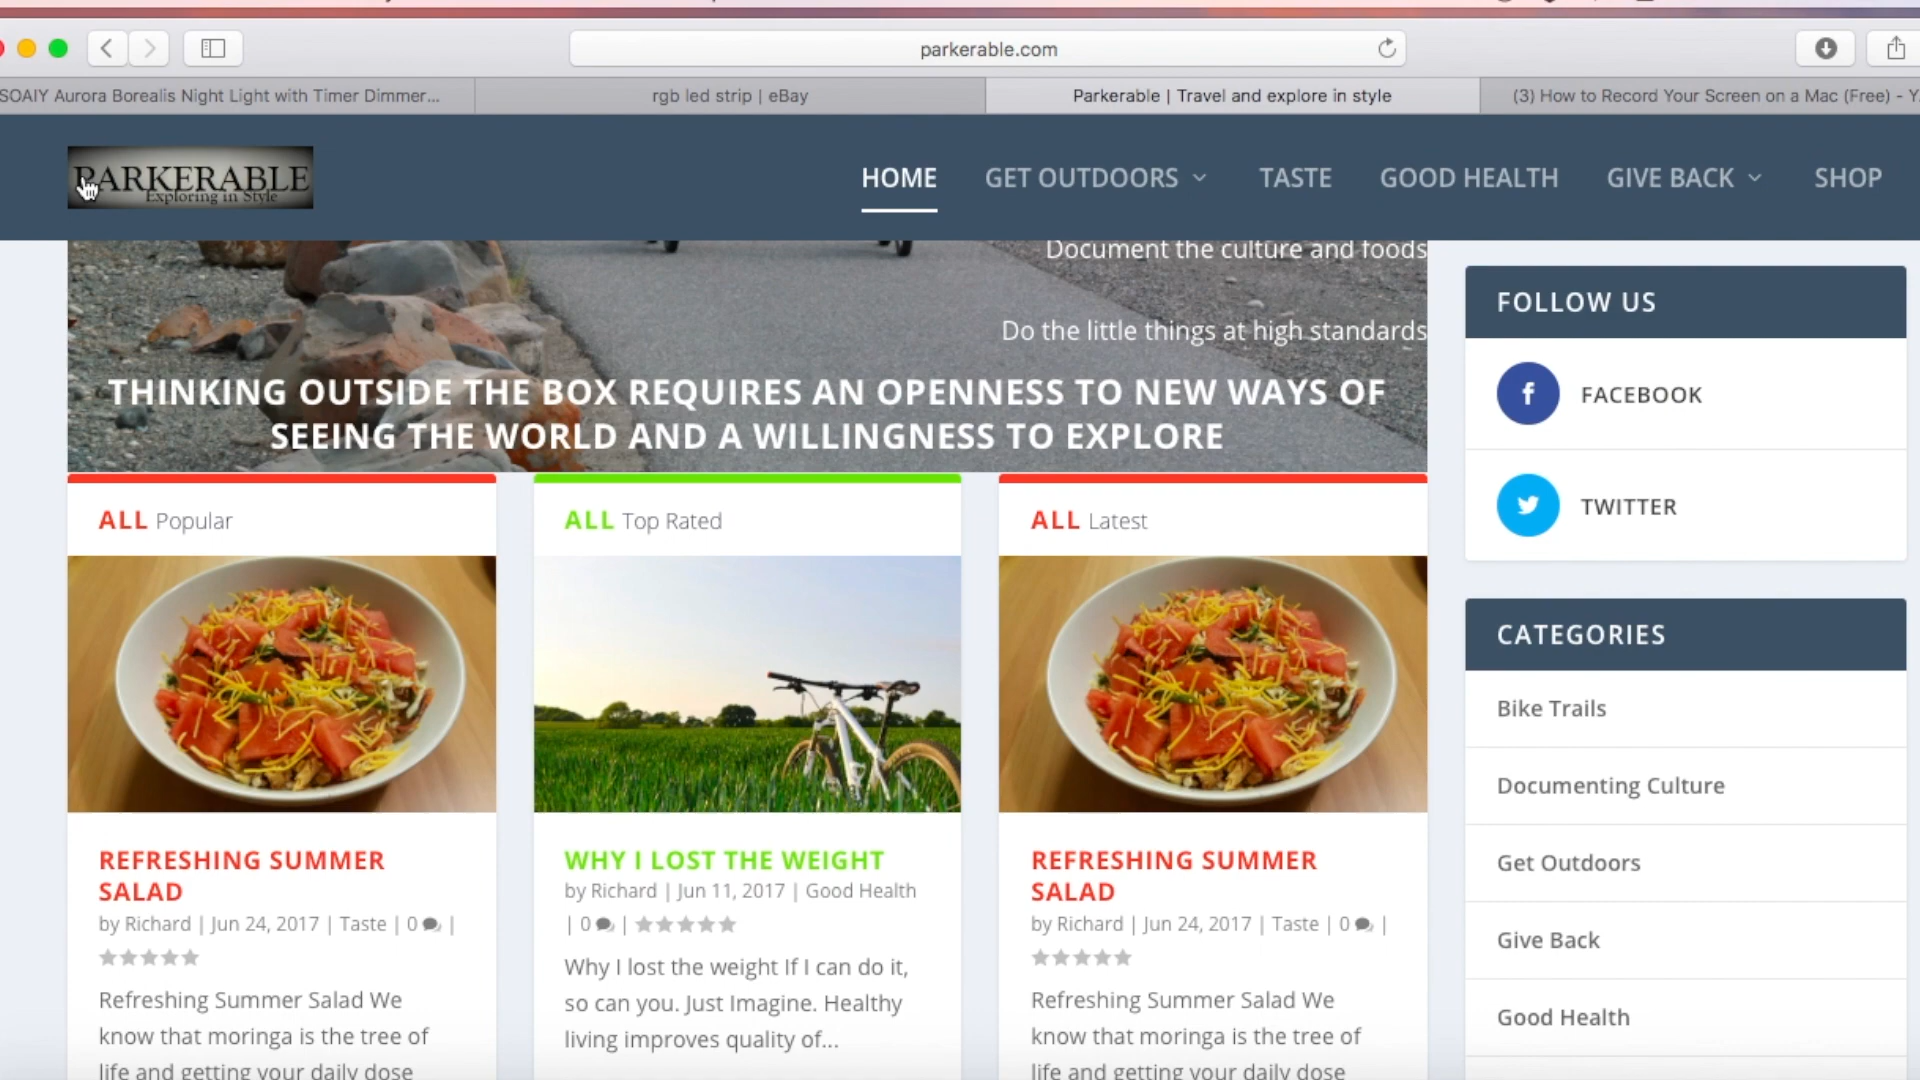 parkerable.com
SOAIY Aurora Borealis Night Light with Timer Dimmer...
rgb led strip | eBay
Parkerable | Travel and explore in style
(3) How to Record Your Screen on a Mac (Free) - Y
PARKERABLE
Exploring in Style
HOME
GET OUTDOORS
TASTE
GOOD HEALTH
GIVE BACK
SHOP
Document the culture and foods
Do the little things at high standards
THINKING OUTSIDE THE BOX REQUIRES AN OPENNESS TO NEW WAYS OF
SEEING THE WORLD AND A WILLINGNESS TO EXPLORE
ALL Popular
REFRESHING SUMMER
SALAD
by Richard | Jun 24, 2017 | Taste | 0 |
Refreshing Summer Salad We
know that moringa is the tree of
life and getting your daily dose
ALL Top Rated
WHY I LOST THE WEIGHT
by Richard | Jun 11, 2017 | Good Health
| 0 |
Why I lost the weight If I can do it,
so can you. Just Imagine. Healthy
living improves quality of...
ALL Latest
REFRESHING SUMMER
SALAD
by Richard | Jun 24, 2017 | Taste | 0 |
Refreshing Summer Salad We
know that moringa is the tree of
life and getting your daily dose
FOLLOW US
FACEBOOK
TWITTER
CATEGORIES
Bike Trails
Documenting Culture
Get Outdoors
Give Back
Good Health